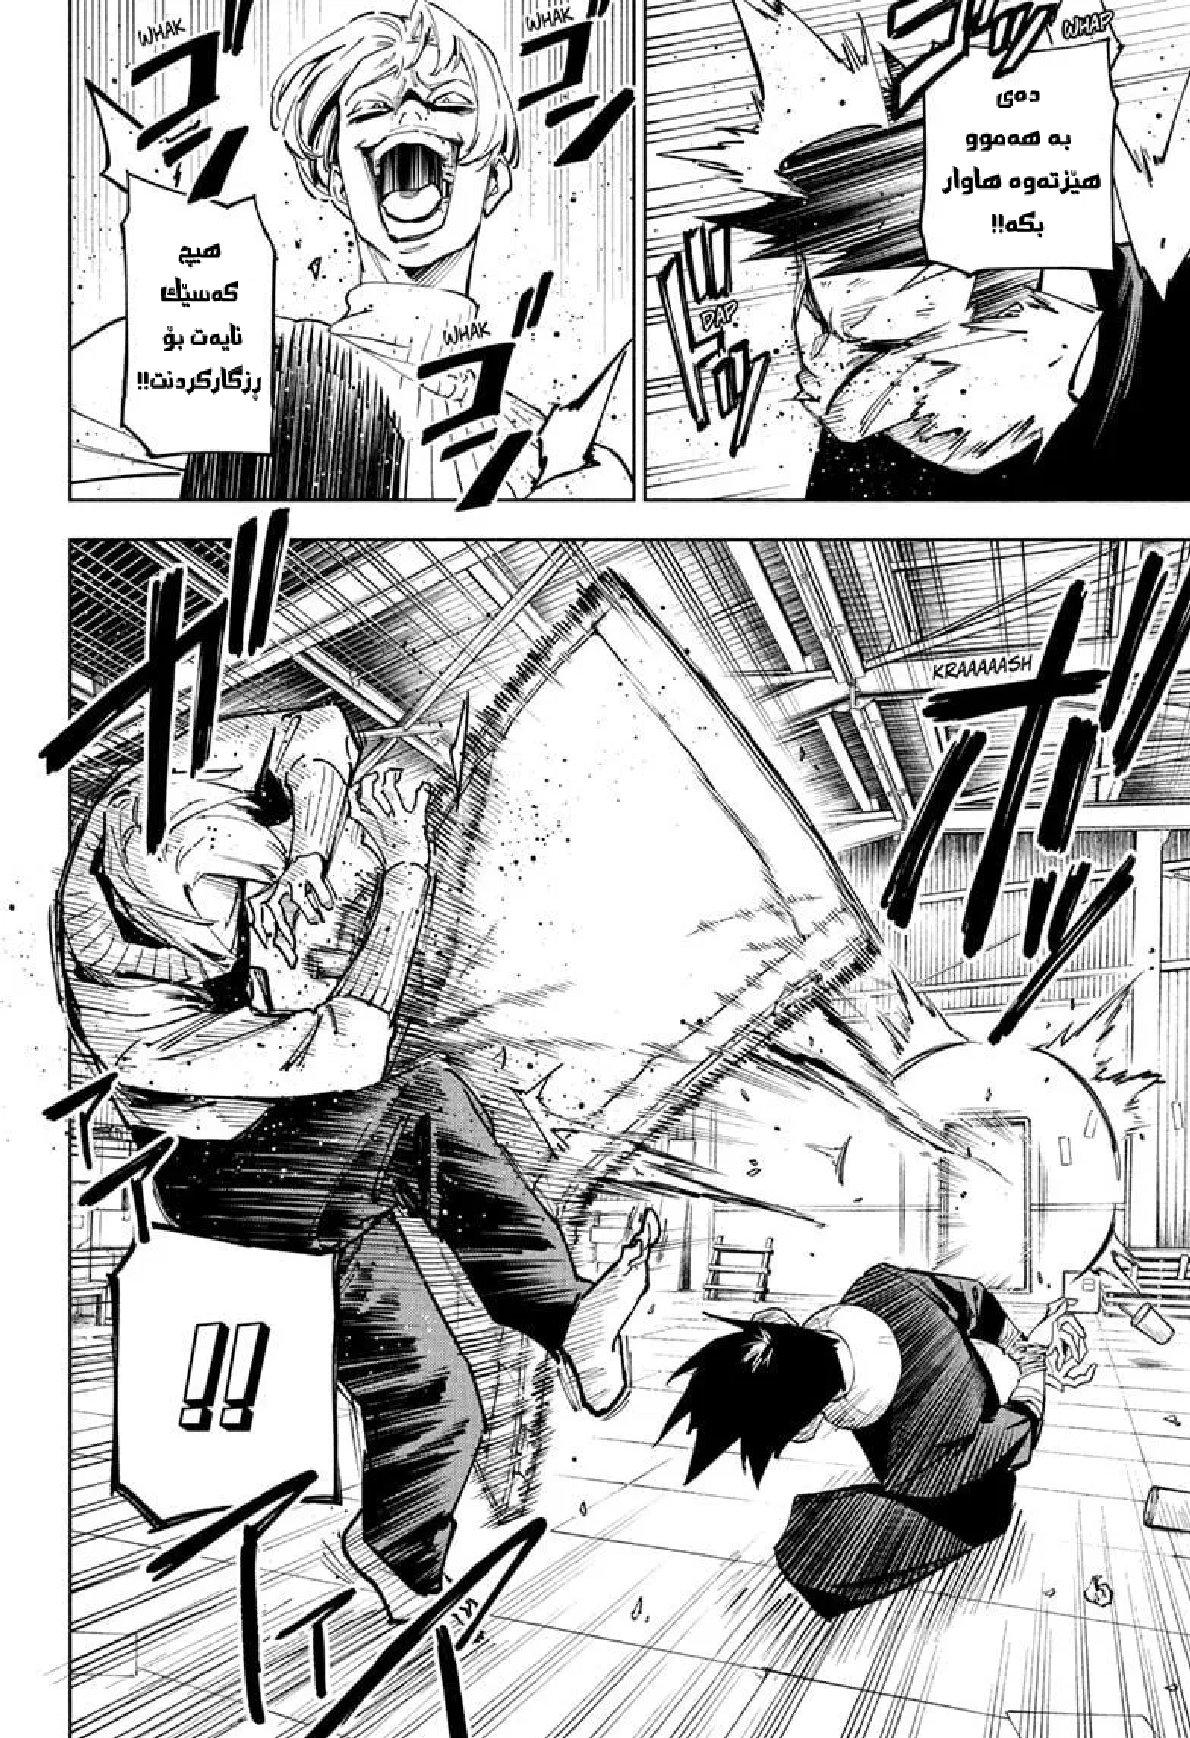 WHAP
دەی
بە هەموو
هێزتەوە هاوار
بکە!!
DAP
WHAK
WHAK
WHAK
هیچ
کەسێك
نایەت بۆ
ڕزگارکردنت!!
KRAAAAASH
!!